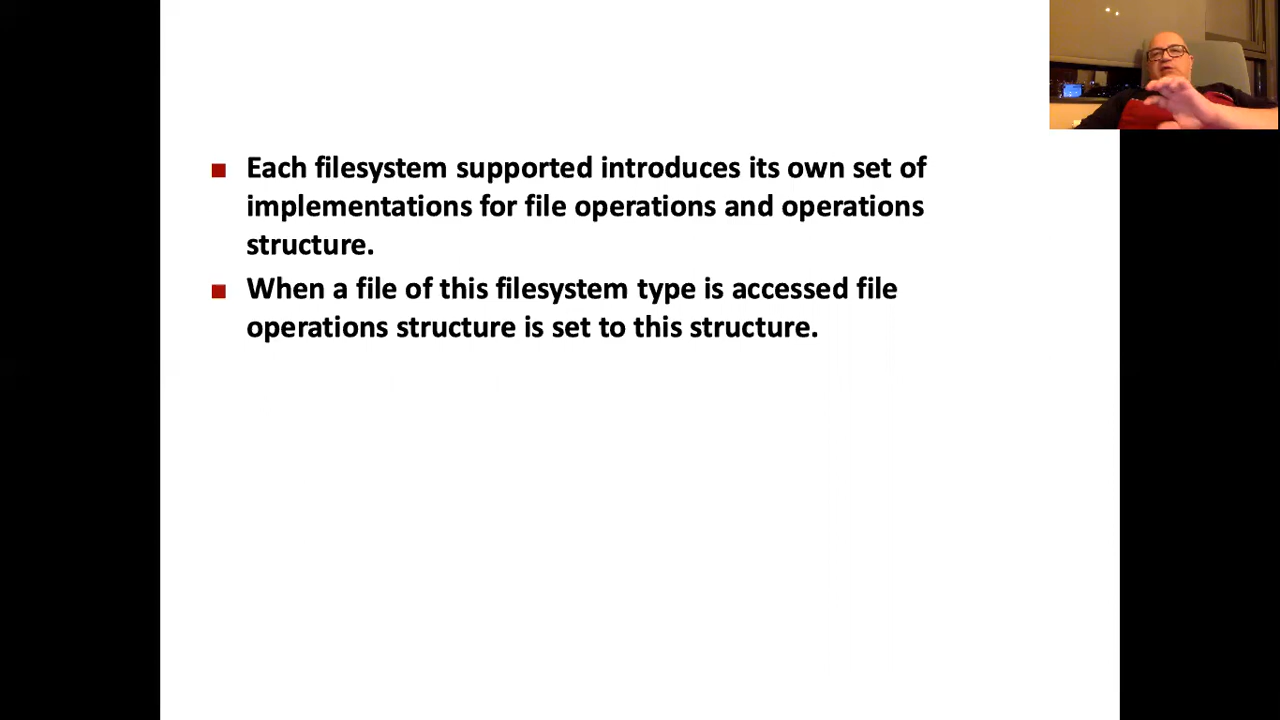 Each filesystem supported introduces its own set of
implementations for file operations and operations
structure.
When a file of this filesystem type is accessed file
operations structure is set to this structure.